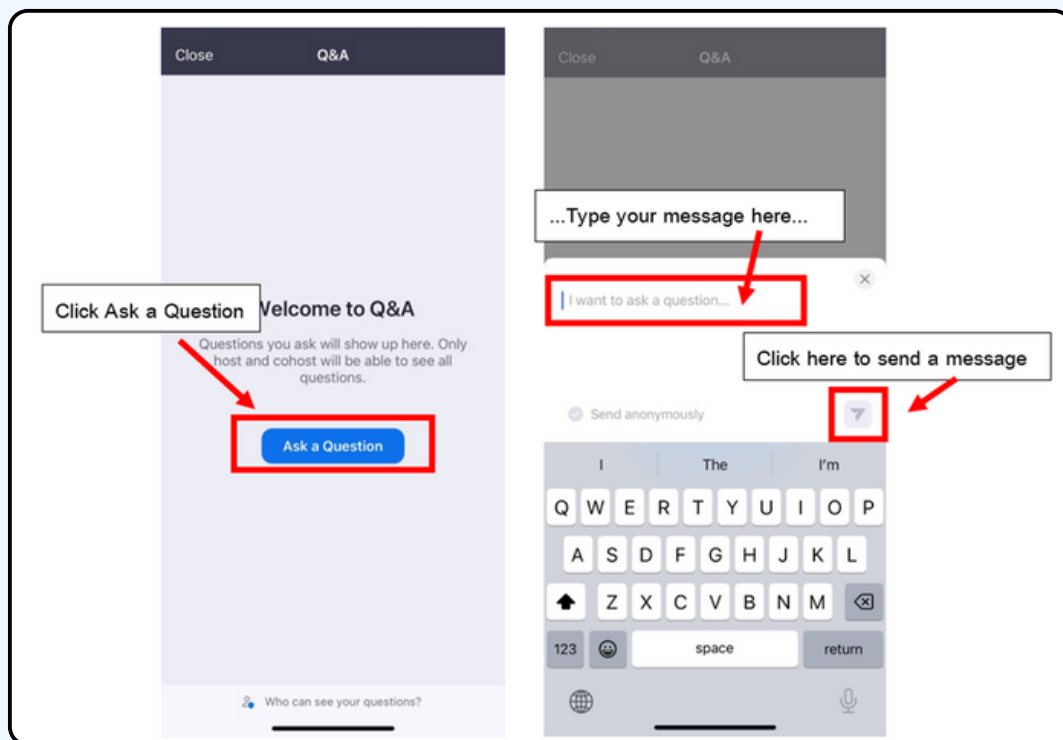 Close
Q&A
Click Ask a Question
Welcome to Q&A
Questions you ask will show up here. Only
host and cohost will be able to see all
questions.
Ask a Question
Who can see your questions?
Close
Q&A
...Type your message here...
I want to ask a question...
Click here to send a message
Send anonymously
I The I'm
Q W E R T Y U I O P
A S D F G H J K L
Z X C V B N M
123 space return